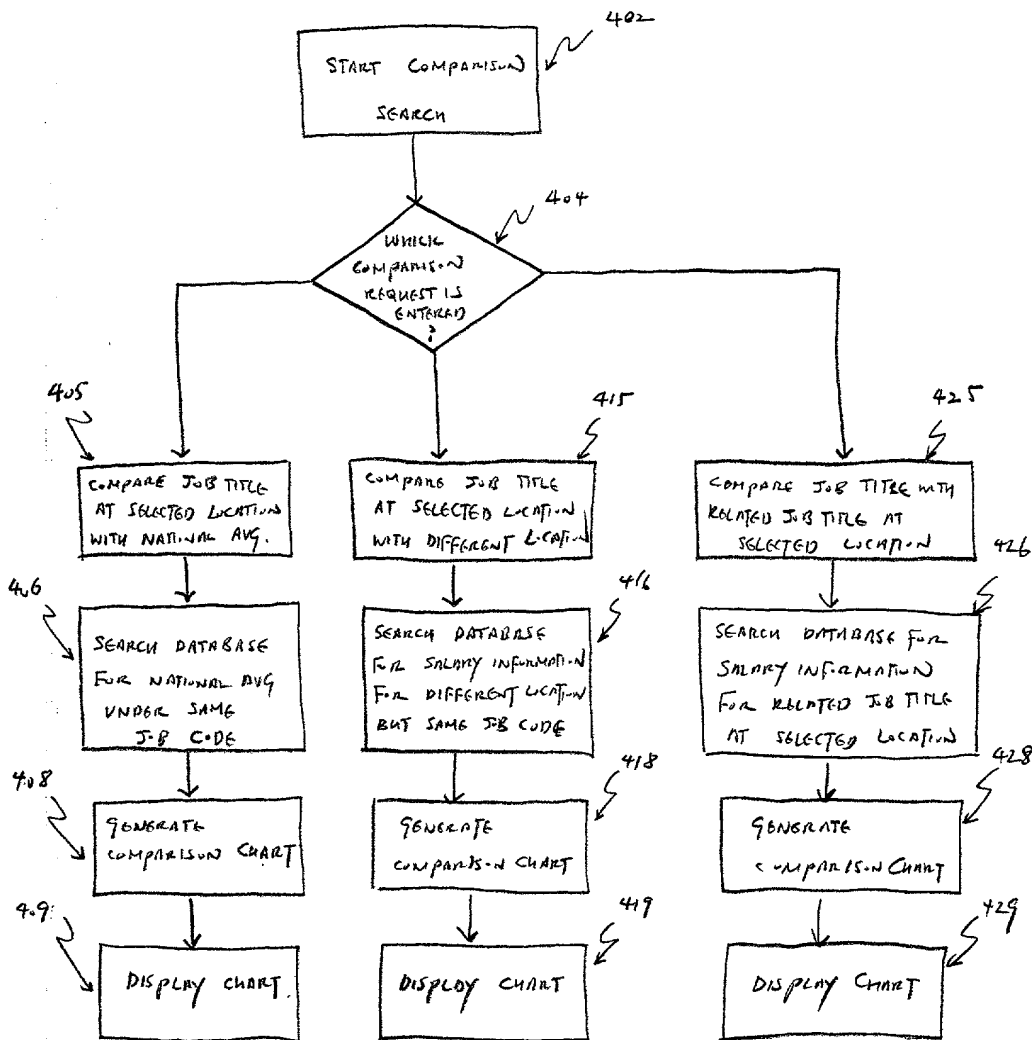 402
START COMPARISON
SEARCH
404
WHICH
COMPARISON
REQUEST IS
ENTERED
?
405
415
425
COMPARE JOB TITLE
AT SELECTED LOCATION
WITH NATIONAL AVG.
COMPARE JOB TITLE
AT SELECTED LOCATION
WITH DIFFERENT LOCATION
COMPARE JOB TITLE WITH
RELATED JOB TITLE AT
SELECTED LOCATION
406
416
426
SEARCH DATABASE
FOR NATIONAL AVG
UNDER SAME
JOB CODE
SEARCH DATABASE
FOR SALARY INFORMATION
FOR DIFFERENT LOCATION
BUT SAME JOB CODE
SEARCH DATABASE FOR
SALARY INFORMATION
FOR RELATED JOB TITLE
AT SELECTED LOCATION
408
418
428
GENERATE
COMPARISON CHART
GENERATE
COMPARISON CHART
GENERATE
COMPARISON CHART
409
419
429
DISPLAY CHART.
DISPLAY CHART
DISPLAY CHART